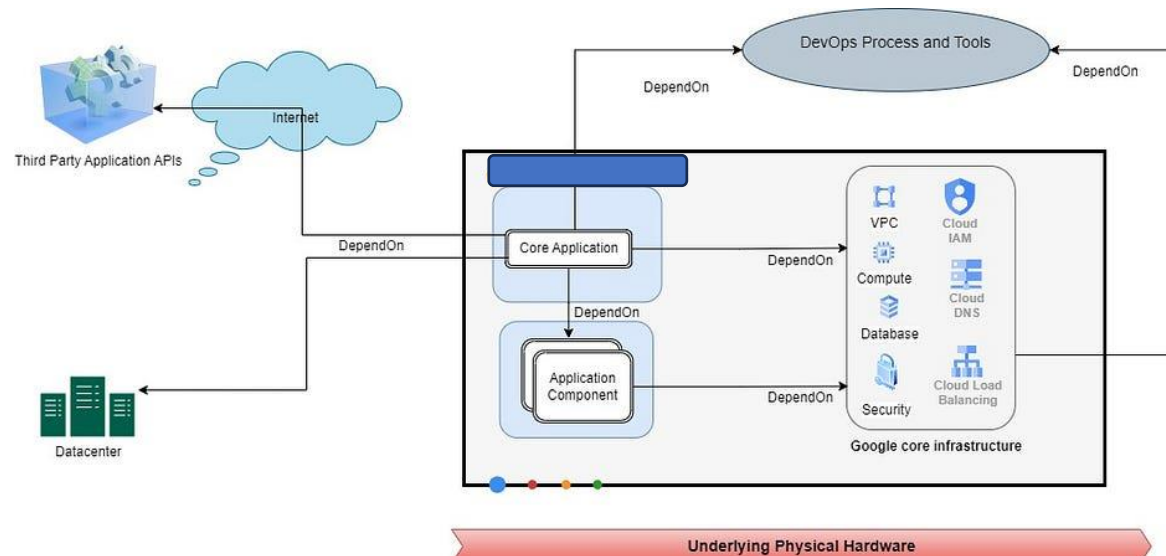 DevOps Process and Tools
DependOn
DependOn
Internet
Third Party Application APIs
VPC
Cloud
IAM
Core Application
DependOn
DependOn
Compute
Cloud
DNS
DependOn
Database
Application
Component
Cloud Load
Balancing
DependOn
Security
Google core infrastructure
Datacenter
Underlying Physical Hardware